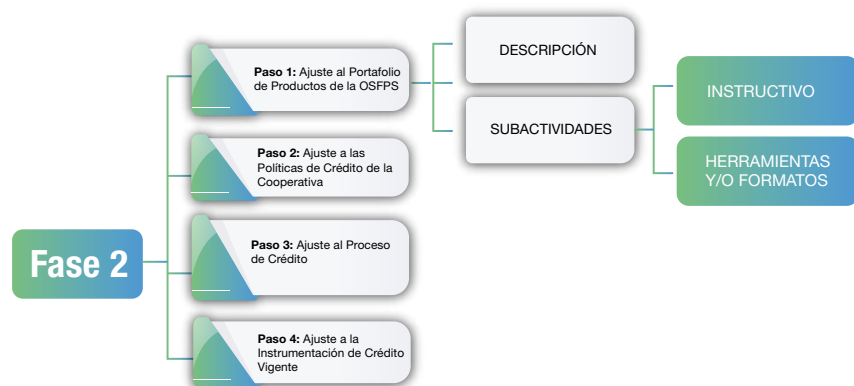 Fase 2
Paso 1: Ajuste al Portafolio
de Productos de la OSFPS
Paso 2: Ajuste a las
Políticas de Crédito de la
Cooperativa
Paso 3: Ajuste al Proceso
de Crédito
Paso 4: Ajuste a la
Instrumentación de Crédito
Vigente
DESCRIPCIÓN
SUBACTIVIDADES
INSTRUCTIVO
HERRAMIENTAS
Y/O FORMATOS